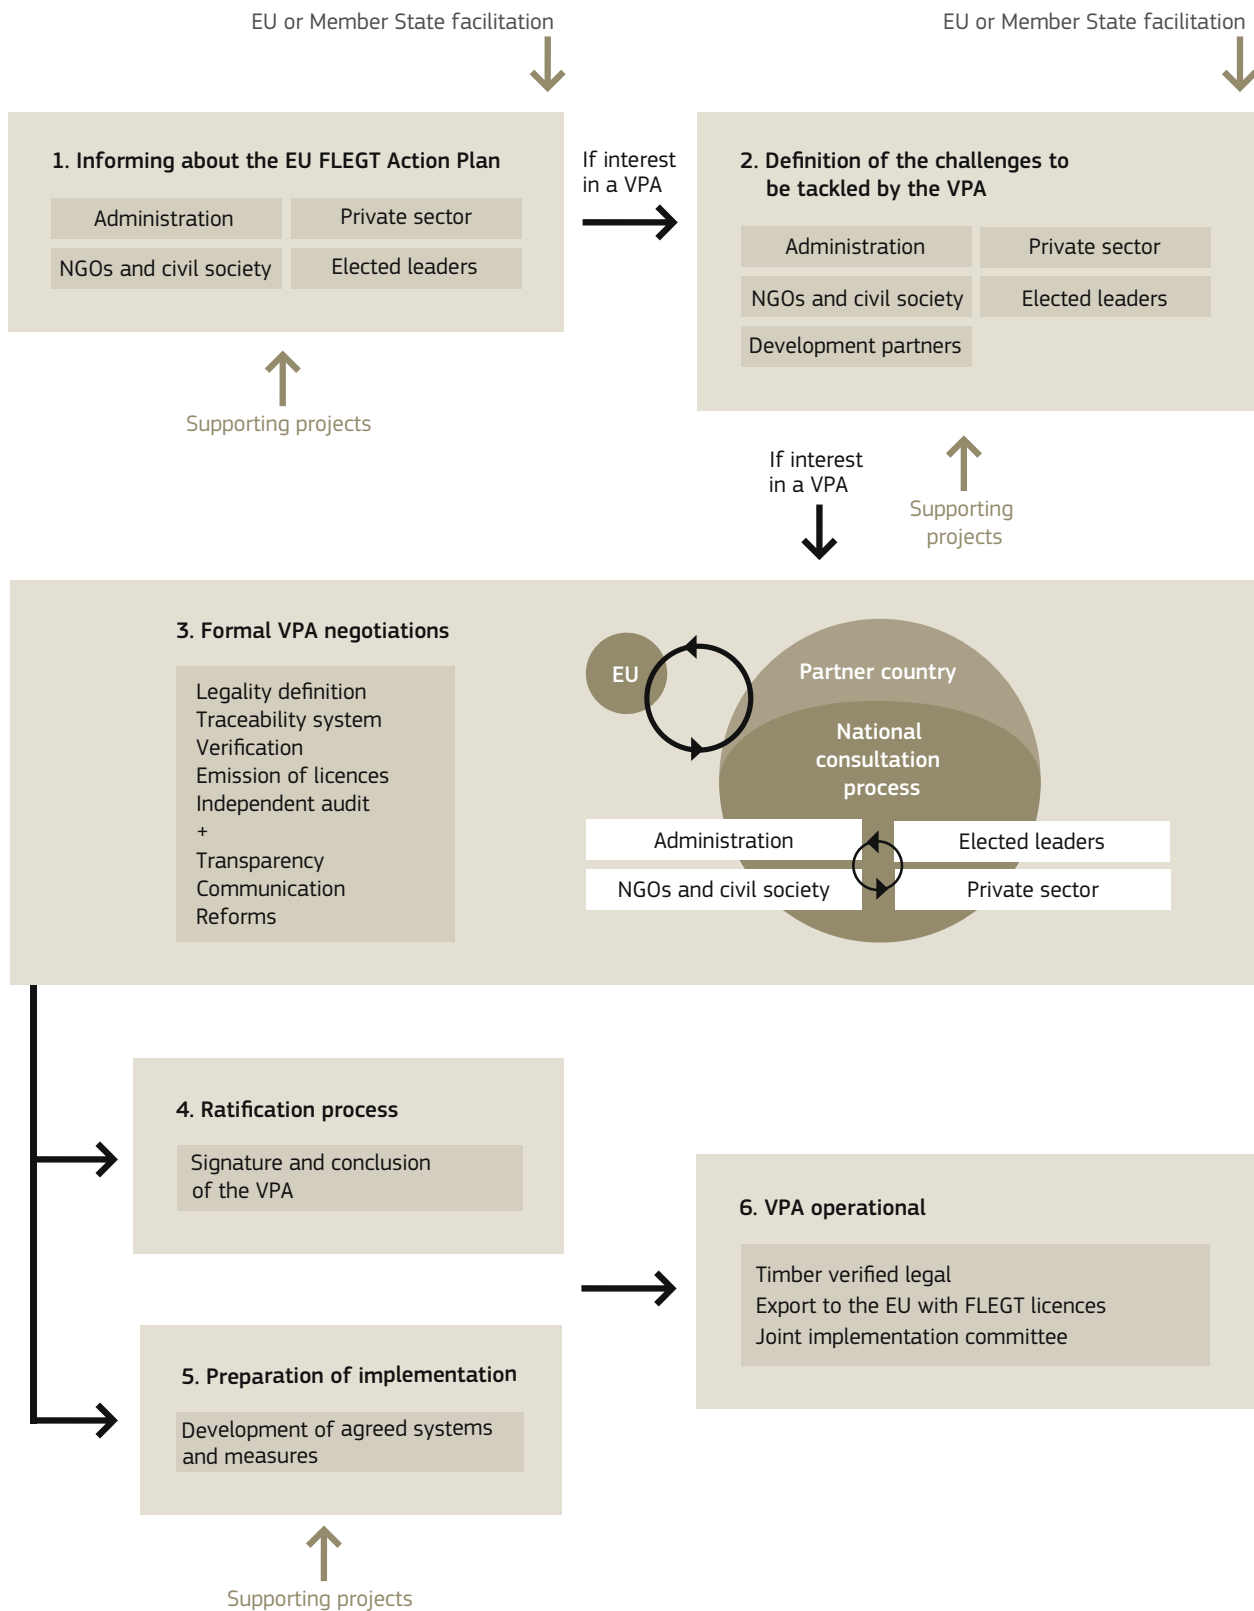 EU or Member State facilitation
EU or Member State facilitation
1. Informing about the EU FLEGT Action Plan
Administration
Private sector
NGOs and civil society
Elected leaders
Supporting projects
If interest
in a VPA
2. Definition of the challenges to
be tackled by the VPA
Administration
Private sector
NGOs and civil society
Elected leaders
Development partners
If interest
in a VPA
Supporting
projects
3. Formal VPA negotiations
Legality definition
Traceability system
Verification
Emission of licences
Independent audit
+
Transparency
Communication
Reforms
EU
Partner country
National
consultation
process
Administration
Elected leaders
NGOs and civil society
Private sector
4. Ratification process
Signature and conclusion
of the VPA
5. Preparation of implementation
Development of agreed systems
and measures
Supporting projects
6. VPA operational
Timber verified legal
Export to the EU with FLEGT licences
Joint implementation committee